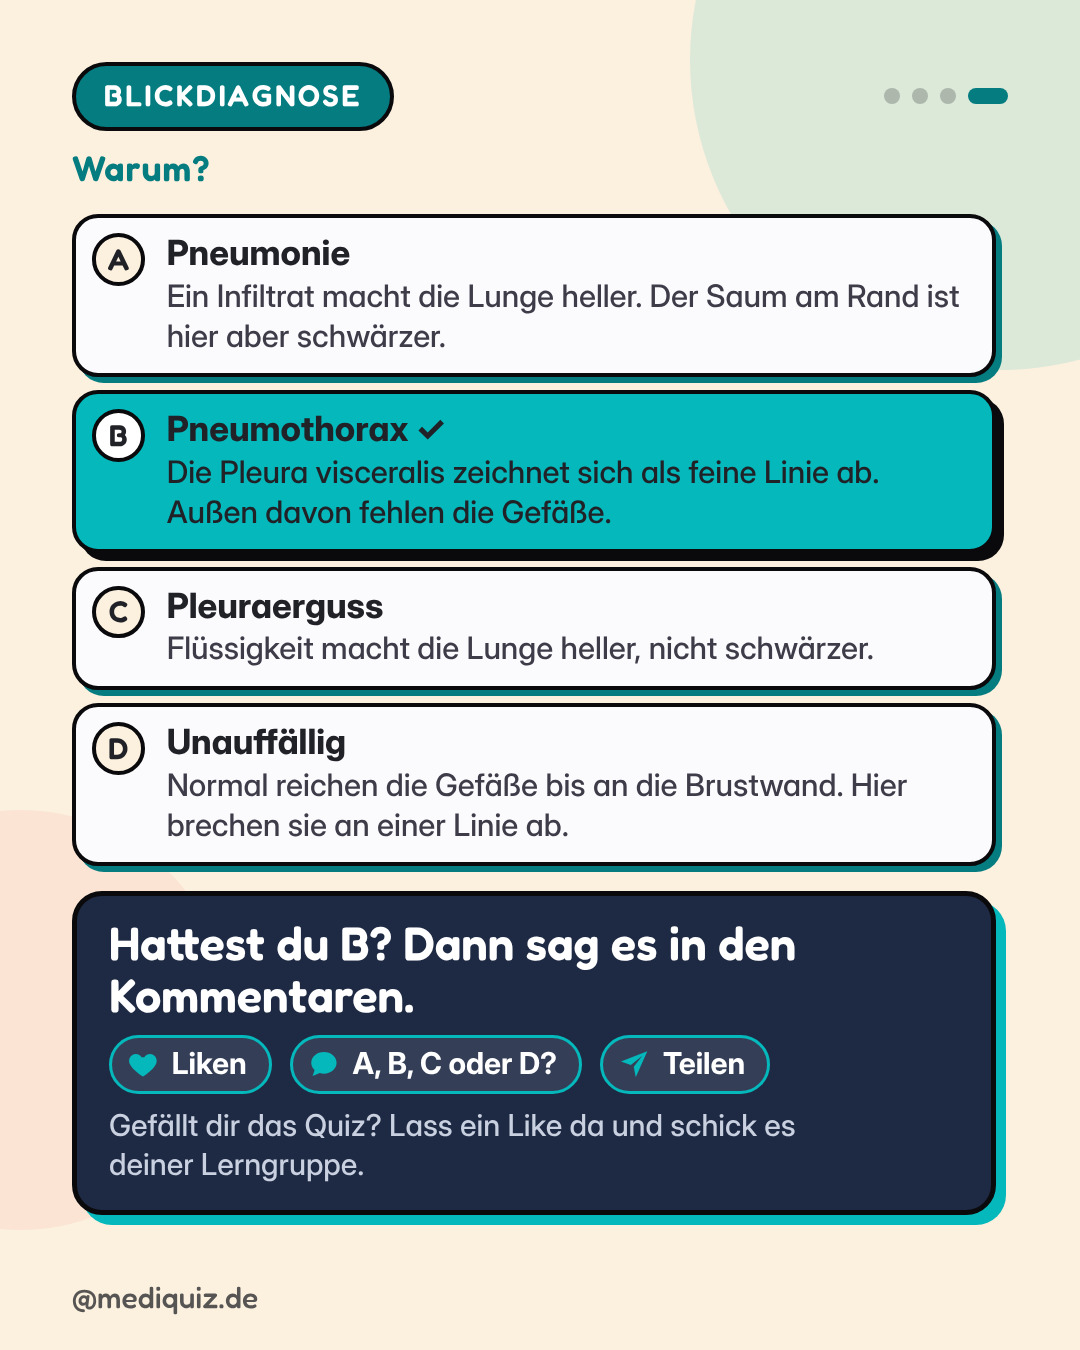 BLICKDIAGNOSE
Warum?
A
Pneumonie
Ein Infiltrat macht die Lunge heller. Der Saum am Rand ist
hier aber schwärzer.
B
Pneumothorax ✓
Die Pleura visceralis zeichnet sich als feine Linie ab.
Außen davon fehlen die Gefäße.
C
Pleuraerguss
Flüssigkeit macht die Lunge heller, nicht schwärzer.
D
Unauffällig
Normal reichen die Gefäße bis an die Brustwand. Hier
brechen sie an einer Linie ab.
Hattest du B? Dann sag es in den
Kommentaren.
Liken
A, B, C oder D?
Teilen
Gefällt dir das Quiz? Lass ein Like da und schick es
deiner Lerngruppe.
@mediquiz.de